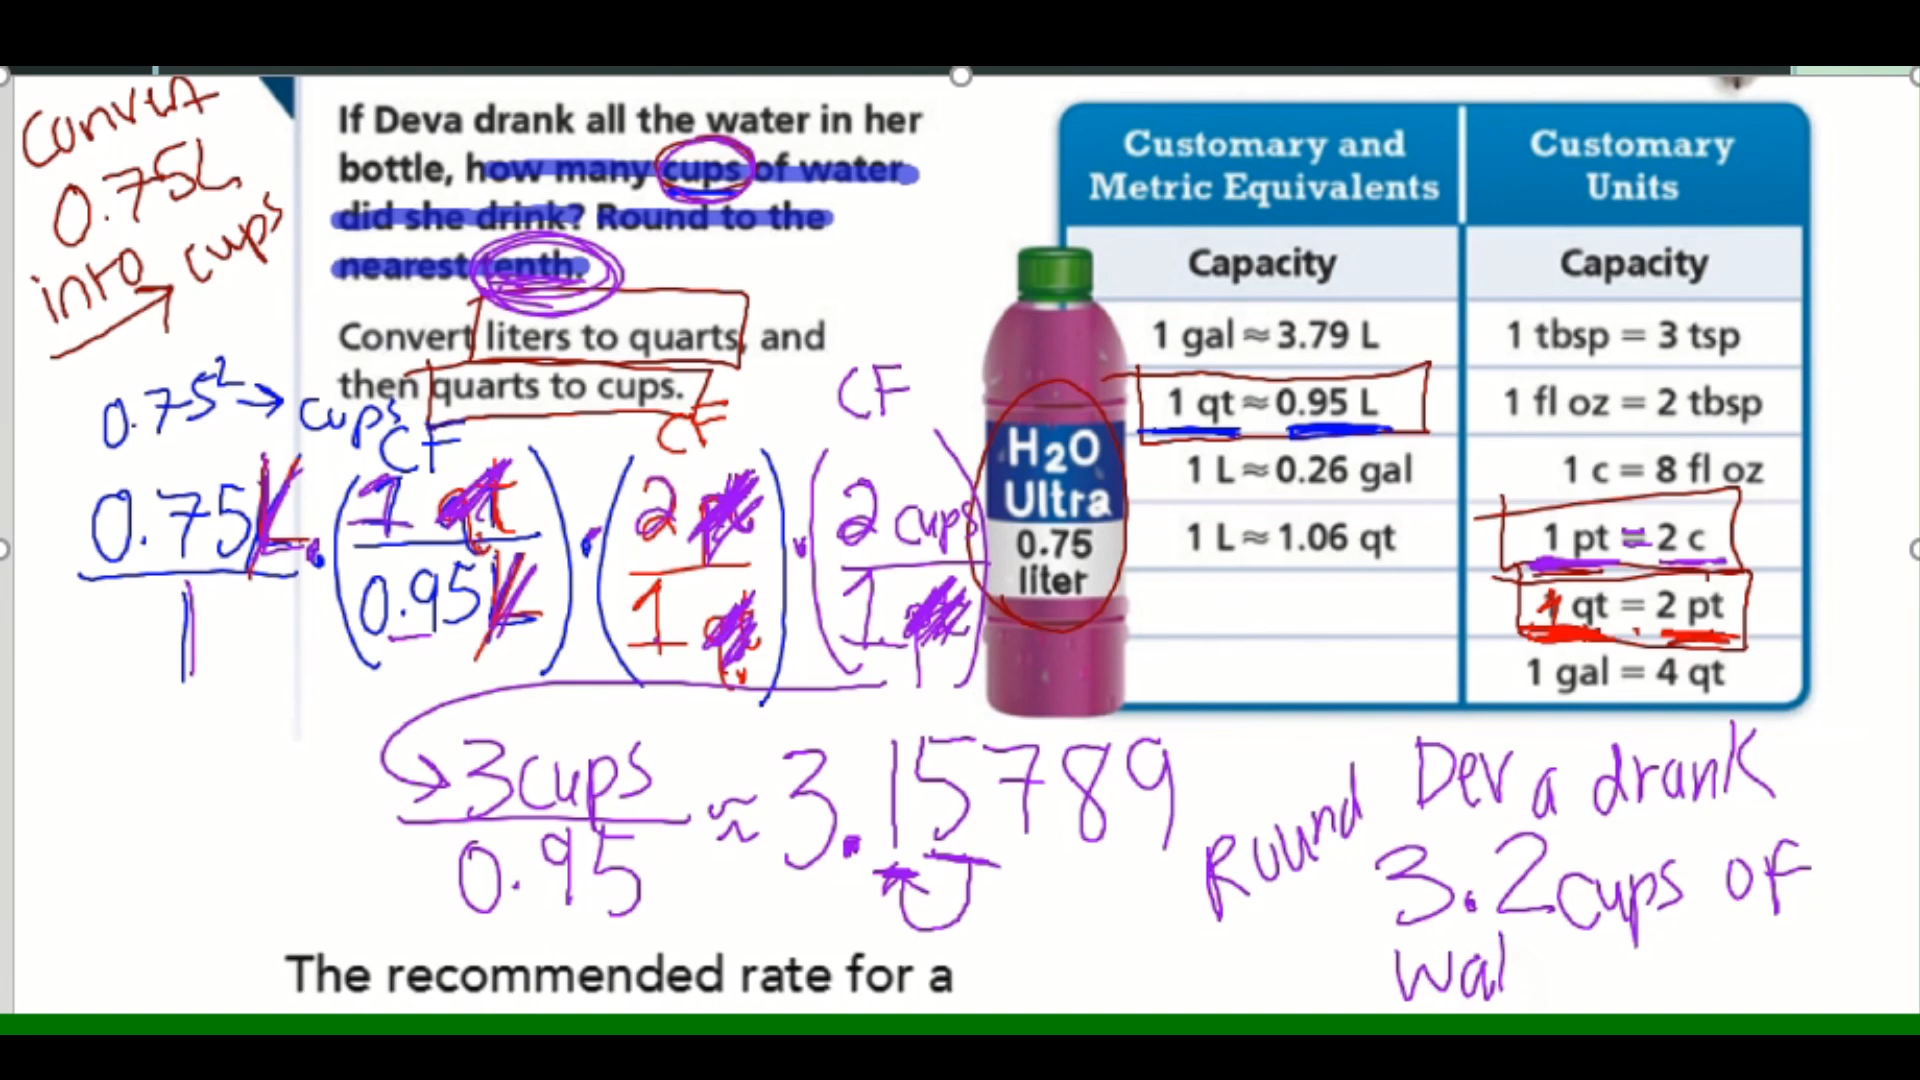 Convert
0.75L
into cups
If Deva drank all the water in her
bottle, how many cups of water
did she drink? Round to the
nearest tenth.
Convert liters to quarts, and
then quarts to cups.
0.75L → cups
CF
CF
CF
0.75L/1 · (1 qt/0.95L) · (2 pt/1 qt) · (2 cups/1 pt)
3cups/0.95 ≈ 3.15789
Round
Deva drank
3.2cups of
wat
H2O
Ultra
0.75
liter
Customary and
Metric Equivalents
Capacity
1 gal ≈ 3.79 L
1 qt ≈ 0.95 L
1 L ≈ 0.26 gal
1 L ≈ 1.06 qt
Customary
Units
Capacity
1 tbsp = 3 tsp
1 fl oz = 2 tbsp
1 c = 8 fl oz
1 pt = 2 c
1 qt = 2 pt
1 gal = 4 qt
The recommended rate for a